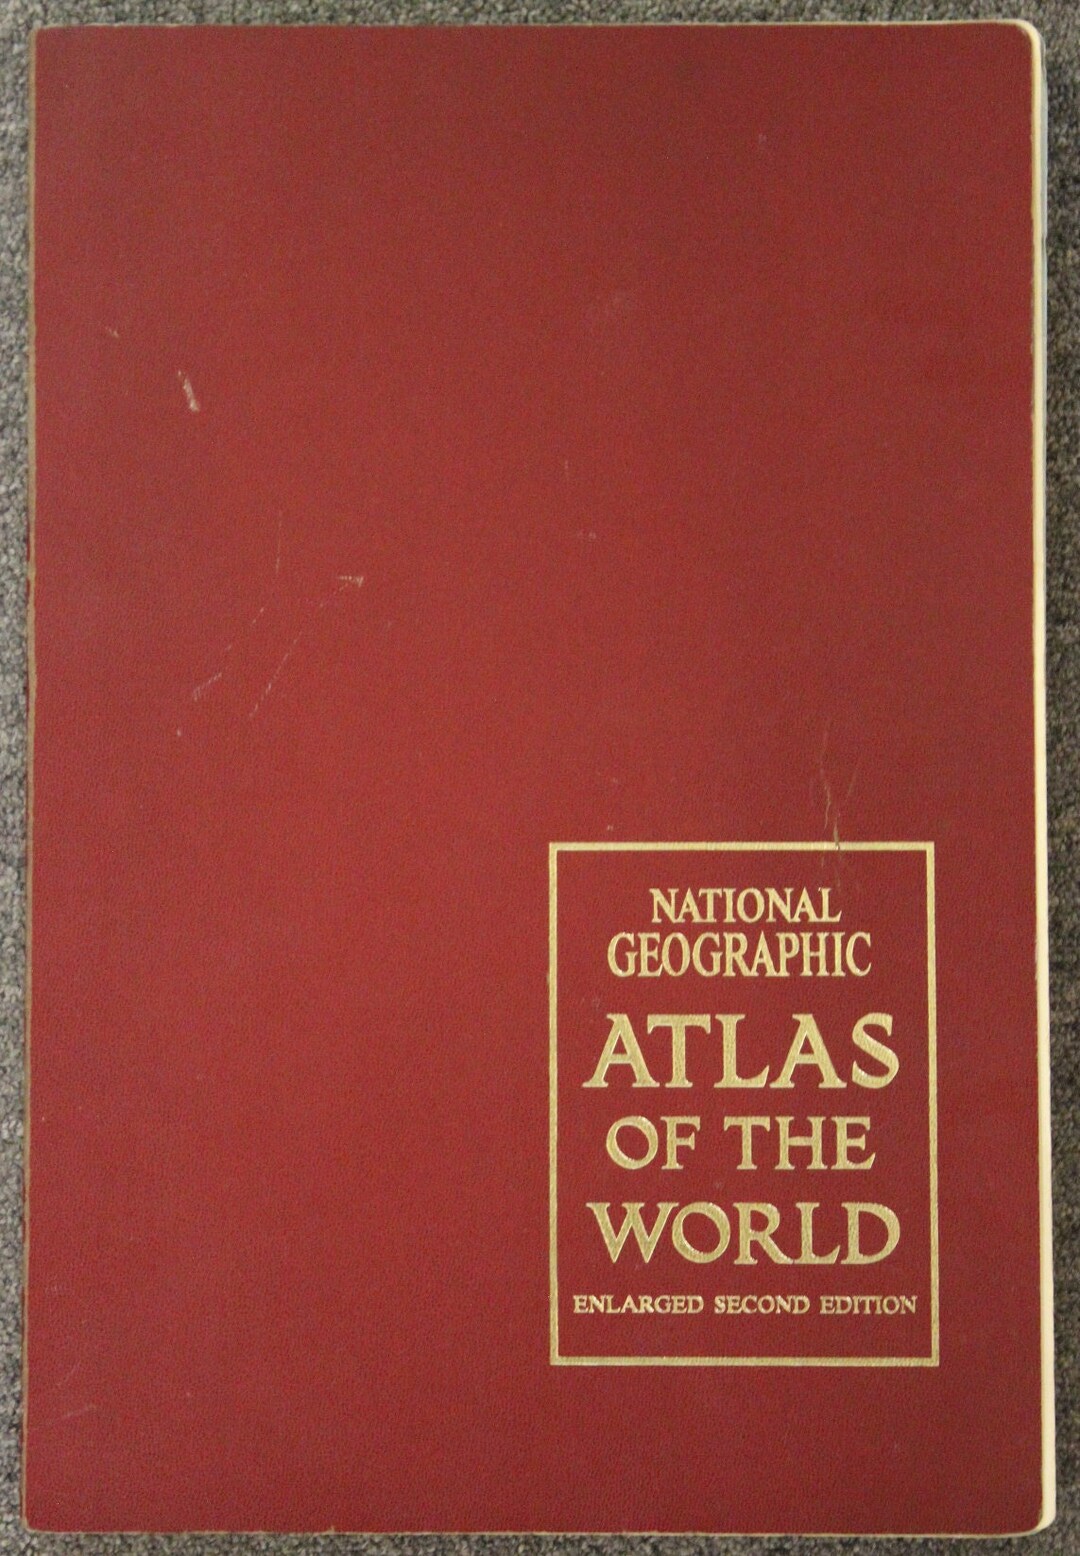 NATIONAL
GEOGRAPHIC
ATLAS
OF THE
WORLD
ENLARGED SECOND EDITION